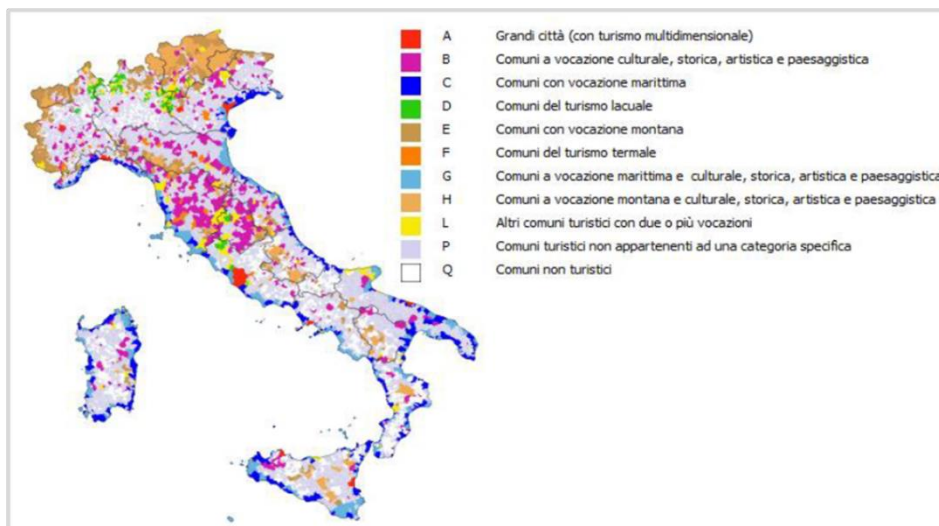 A Grandi città (con turismo multidimensionale)
B Comuni a vocazione culturale, storica, artistica e paesaggistica
C Comuni con vocazione marittima
D Comuni del turismo lacuale
E Comuni con vocazione montana
F Comuni del turismo termale
G Comuni a vocazione marittima e culturale, storica, artistica e paesaggistica
H Comuni a vocazione montana e culturale, storica, artistica e paesaggistica
L Altri comuni turistici con due o più vocazioni
P Comuni turistici non appartenenti ad una categoria specifica
Q Comuni non turistici